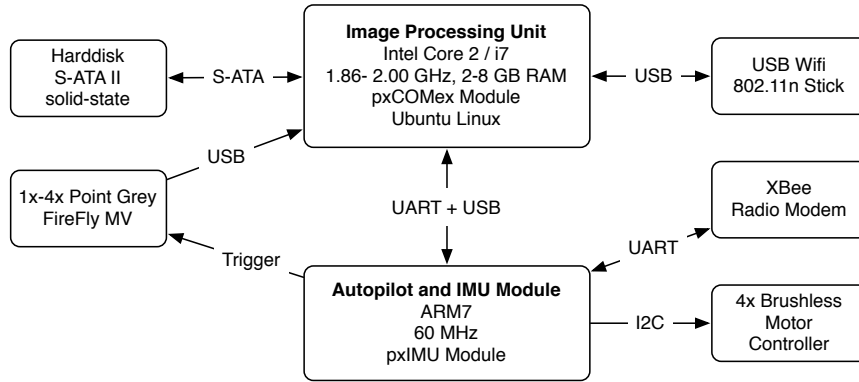 Image Processing Unit
Intel Core 2 / i7
1.86- 2.00 GHz, 2-8 GB RAM
pxCOMex Module
Ubuntu Linux
Harddisk
S-ATA II
solid-state
S-ATA
USB
USB Wifi
802.11n Stick
USB
1x-4x Point Grey
FireFly MV
UART + USB
XBee
Radio Modem
Trigger
UART
Autopilot and IMU Module
ARM7
60 MHz
pxIMU Module
I2C
4x Brushless
Motor
Controller